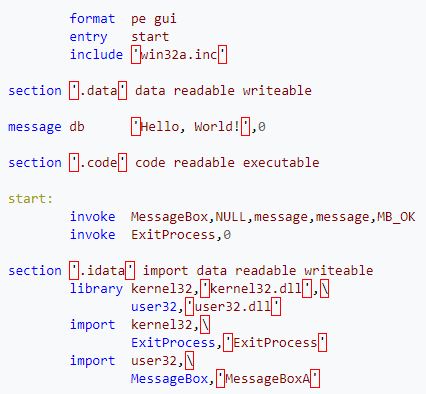 format pe gui
entry start
include 'win32a.inc'
section '.data' data readable writeable
message db 'Hello, World!',0
section '.code' code readable executable
start:
invoke MessageBox,NULL,message,message,MB_OK
invoke ExitProcess,0
section '.idata' import data readable writeable
library kernel32,'kernel32.dll',\
user32,'user32.dll'
import kernel32,\
ExitProcess,'ExitProcess'
import user32,\
MessageBox,'MessageBoxA'